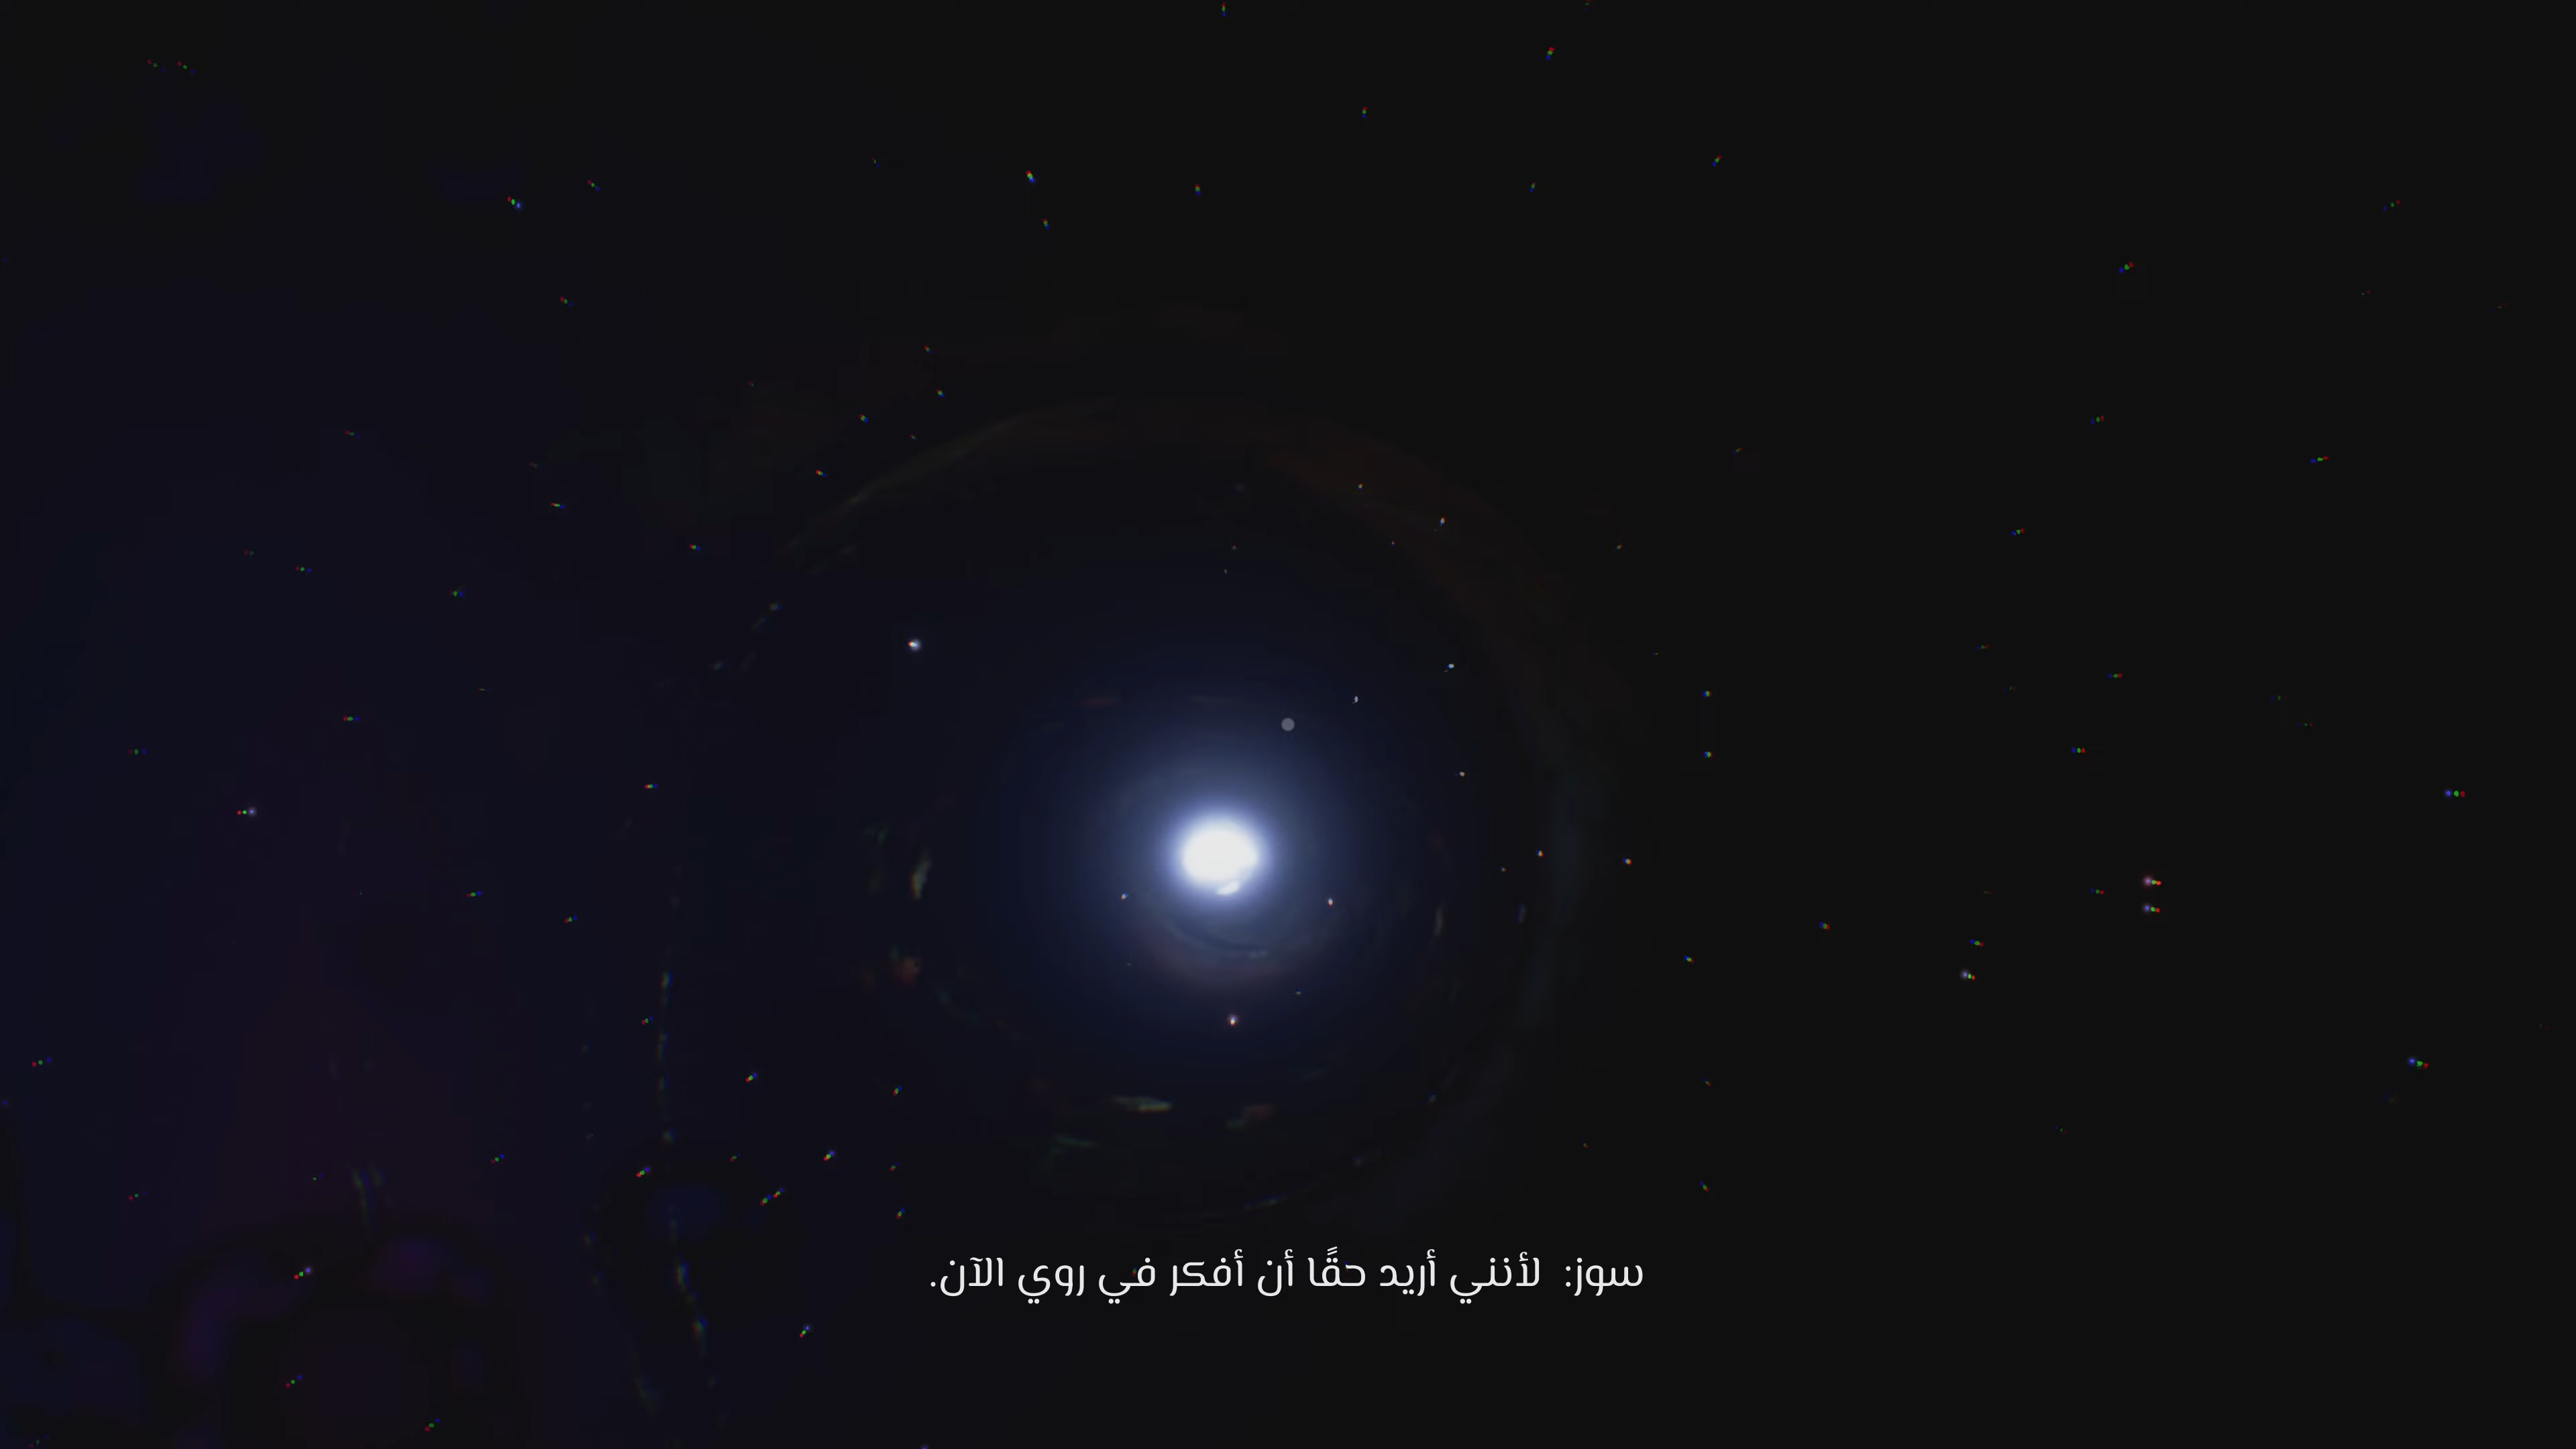 سوز: لأنني أريد حقًا أن أفكر في روي الآن.